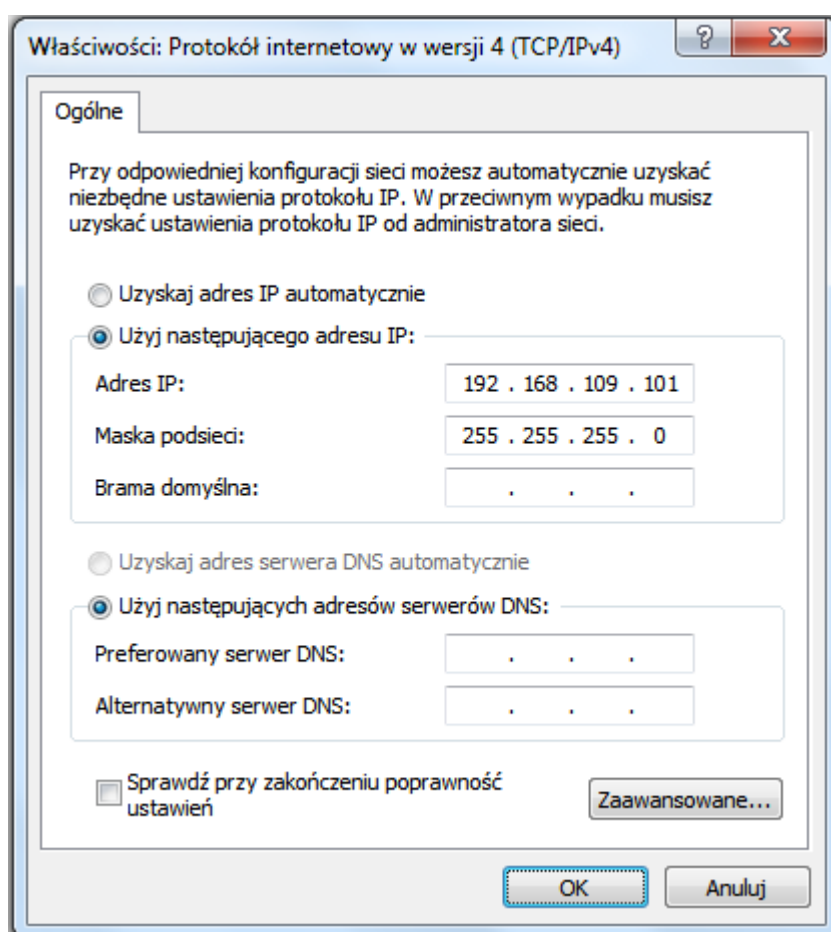 Właściwości: Protokół internetowy w wersji 4 (TCP/IPv4)
Ogólne
Przy odpowiedniej konfiguracji sieci możesz automatycznie uzyskać
niezbędne ustawienia protokołu IP. W przeciwnym wypadku musisz
uzyskać ustawienia protokołu IP od administratora sieci.
Uzyskaj adres IP automatycznie
Użyj następującego adresu IP:
Adres IP: 192 . 168 . 109 . 101
Maska podsieci: 255 . 255 . 255 . 0
Brama domyślna: . . .
Uzyskaj adres serwera DNS automatycznie
Użyj następujących adresów serwerów DNS:
Preferowany serwer DNS: . . .
Alternatywny serwer DNS: . . .
Sprawdź przy zakończeniu poprawność
ustawień
Zaawansowane...
OK Anuluj